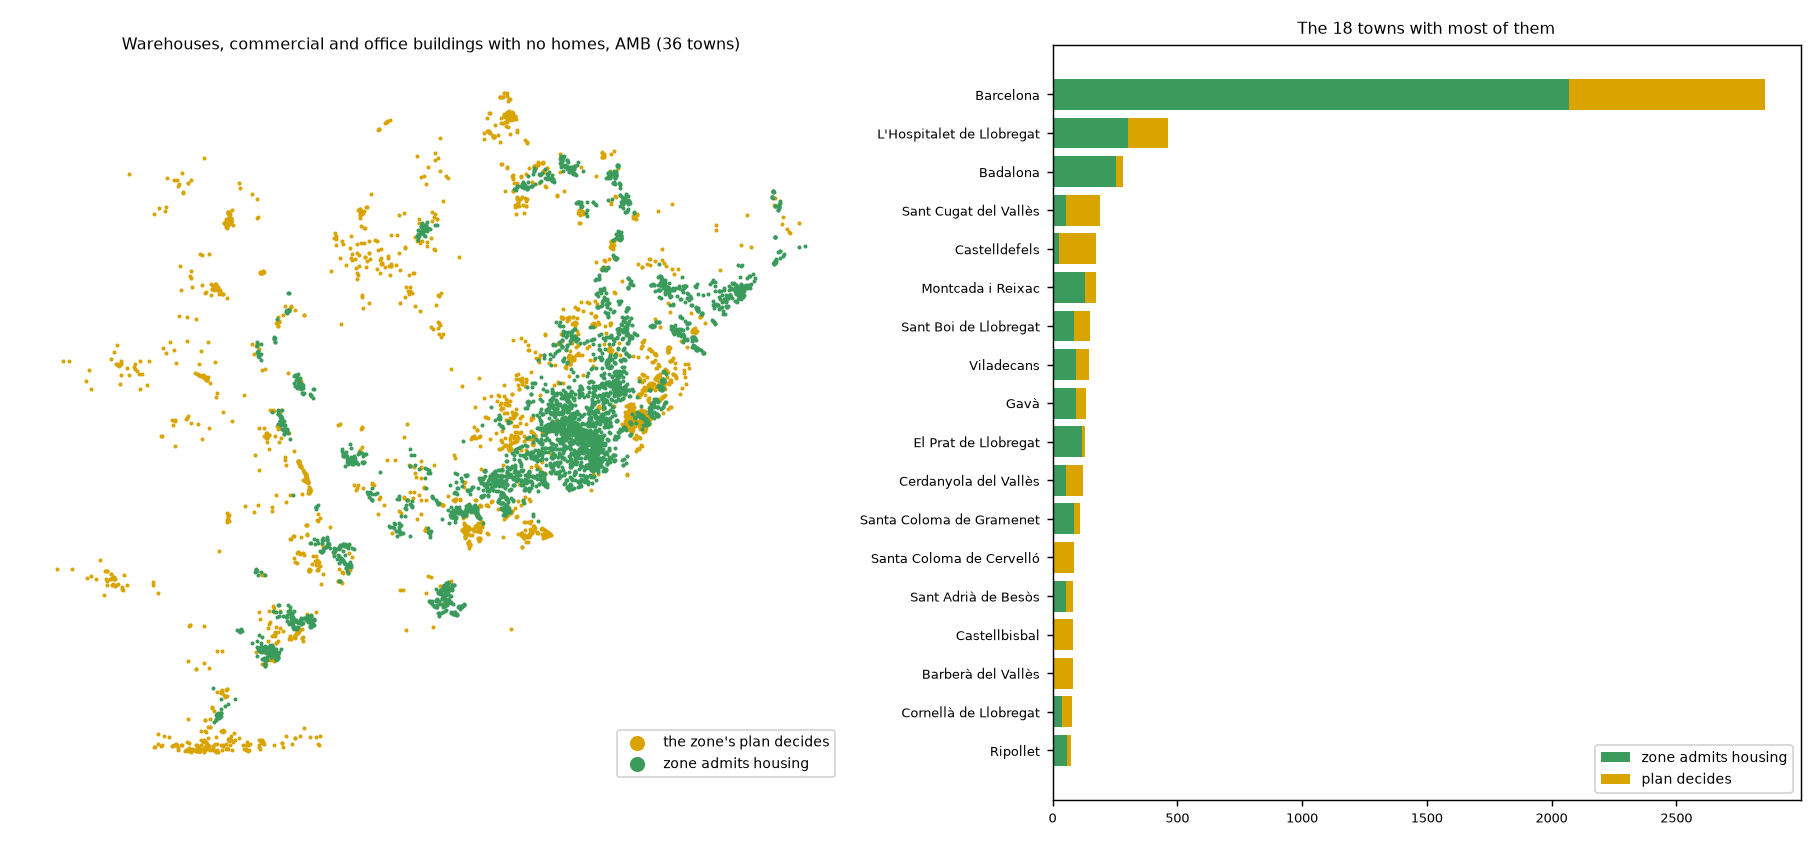 Warehouses, commercial and office buildings with no homes, AMB (36 towns)
the zone's plan decides
zone admits housing
The 18 towns with most of them
Barcelona
L'Hospitalet de Llobregat
Badalona
Sant Cugat del Vallès
Castelldefels
Montcada i Reixac
Sant Boi de Llobregat
Viladecans
Gavà
El Prat de Llobregat
Cerdanyola del Vallès
Santa Coloma de Gramenet
Santa Coloma de Cervelló
Sant Adrià de Besòs
Castellbisbal
Barberà del Vallès
Cornellà de Llobregat
Ripollet
zone admits housing
plan decides
0 500 1000 1500 2000 2500